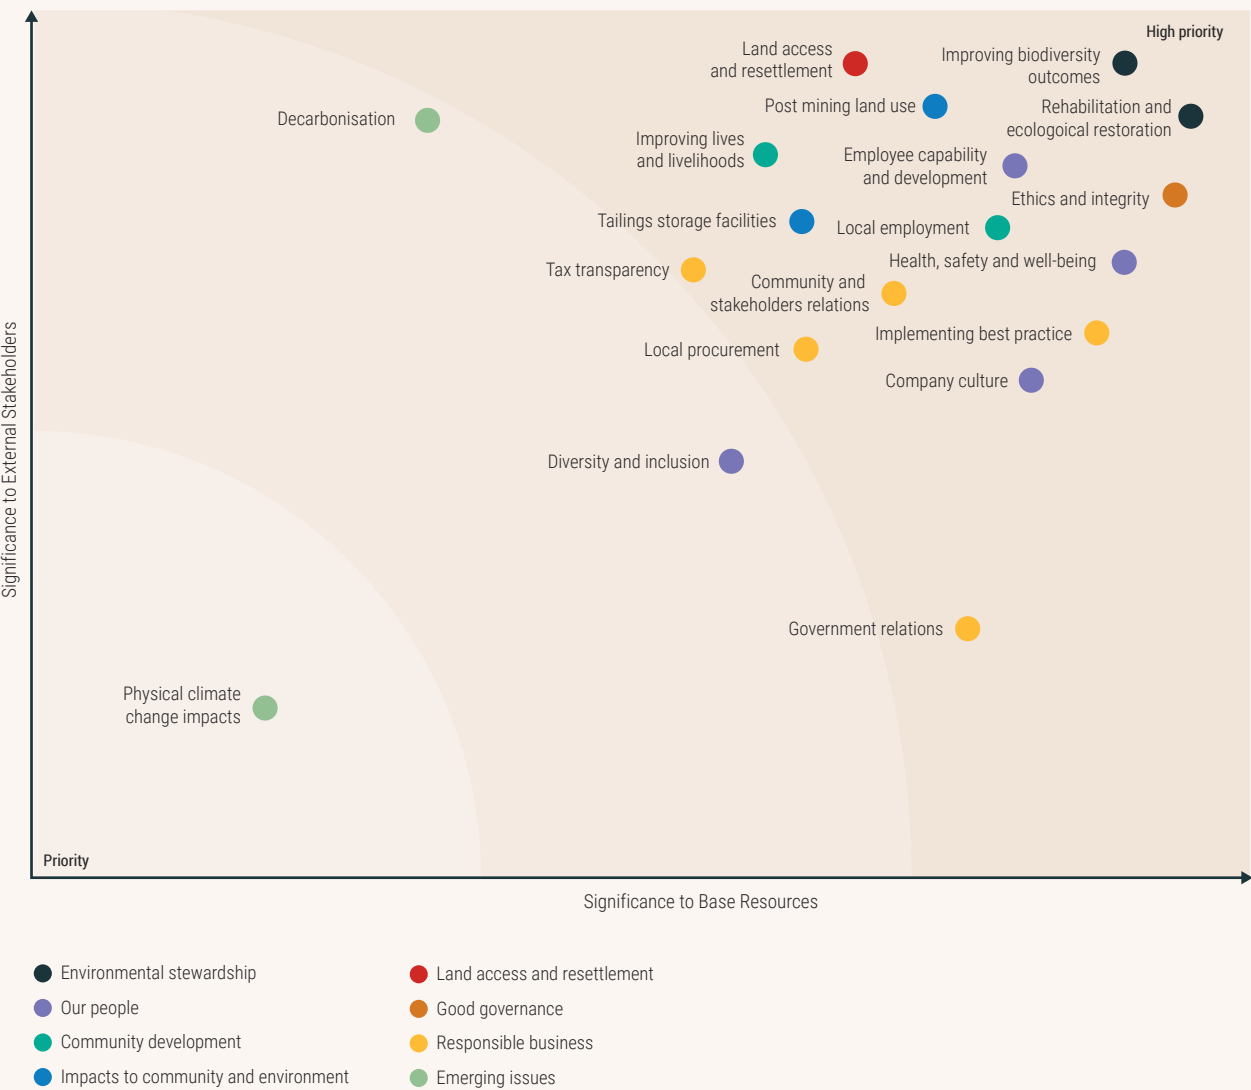 High priority
Land access
and resettlement
Improving biodiversity
outcomes
Post mining land use
Rehabilitation and
ecologoical restoration
Decarbonisation
Improving lives
and livelihoods
Employee capability
and development
Ethics and integrity
Tailings storage facilities
Local employment
Health, safety and well-being
Tax transparency
Community and
stakeholders relations
Implementing best practice
Local procurement
Company culture
Diversity and inclusion
Government relations
Physical climate
change impacts
Significance to External Stakeholders
Priority
Significance to Base Resources
Environmental stewardship
Our people
Community development
Impacts to community and environment
Land access and resettlement
Good governance
Responsible business
Emerging issues